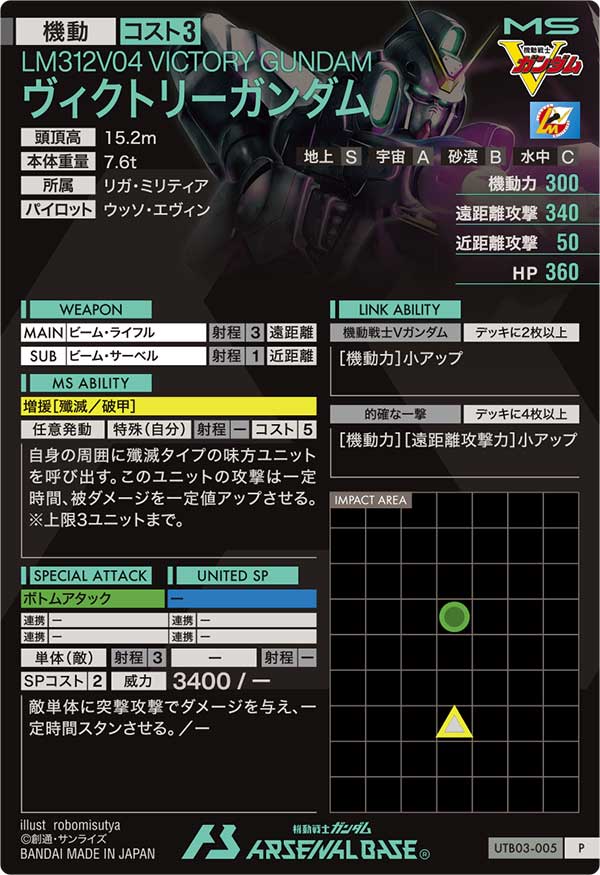 機動 コスト3
MS
LM312V04 VICTORY GUNDAM
ヴィクトリーガンダム
機動戦士
Vガンダム
LM
頭頂高 15.2m
本体重量 7.6t
所属 リガ・ミリティア
パイロット ウッソ・エヴィン
地上 S 宇宙 A 砂漠 B 水中 C
機動力 300
遠距離攻撃 340
近距離攻撃 50
HP 360
WEAPON
MAIN ビーム・ライフル 射程 3 遠距離
SUB ビーム・サーベル 射程 1 近距離
MS ABILITY
増援[殲滅/破甲]
任意発動 特殊(自分) 射程 ー コスト 5
自身の周囲に殲滅タイプの味方ユニット
を呼び出す。このユニットの攻撃は一定
時間、被ダメージを一定値アップさせる。
※上限3ユニットまで。
LINK ABILITY
機動戦士Vガンダム デッキに2枚以上
[機動力]小アップ
的確な一撃 デッキに4枚以上
[機動力][遠距離攻撃力]小アップ
IMPACT AREA
SPECIAL ATTACK UNITED SP
ボトムアタック ー
連携 ー 連携 ー
連携 ー 連携 ー
単体(敵) 射程 3 ー 射程 ー
SPコスト 2 威力 3400 / ー
敵単体に突撃攻撃でダメージを与え、一
定時間スタンさせる。/ー
illust robomisutya
©創通・サンライズ
BANDAI MADE IN JAPAN
機動戦士ガンダム
AB ARSENAL BASE ®
UTB03-005 P